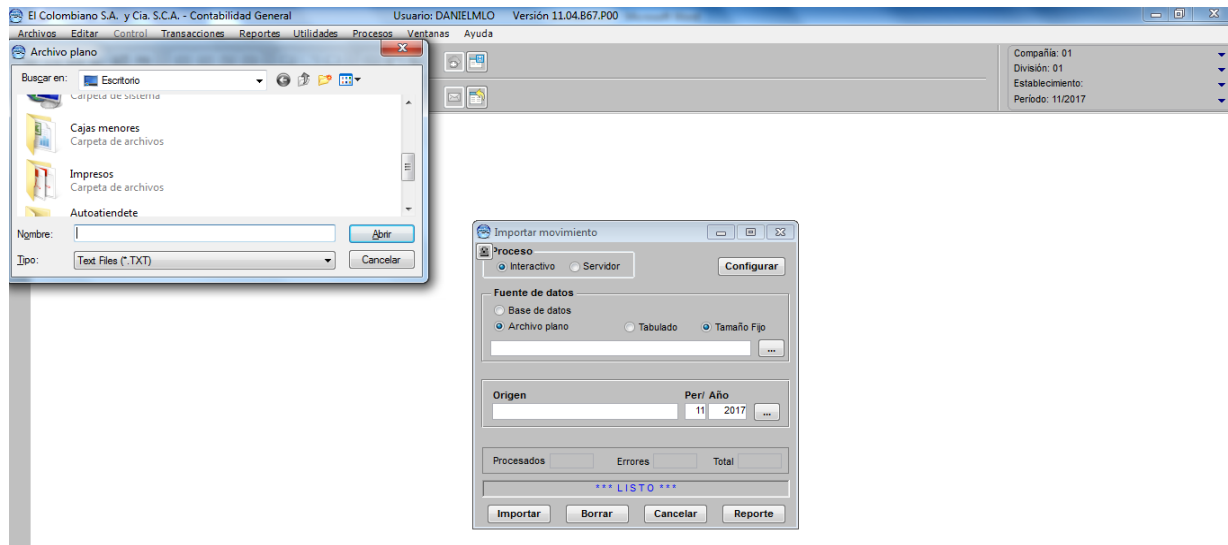 El Colombiano S.A. y Cia. S.C.A. - Contabilidad General Usuario: DANIELMLO Versión 11.04.B67.P00
Archivos Editar Control Transacciones Reportes Utilidades Procesos Ventanas Ayuda
Archivo plano
Buscar en: Escritorio
Carpeta de sistema
Cajas menores
Carpeta de archivos
Impresos
Carpeta de archivos
Autoatiendete
Nombre: Abrir
Tipo: Text Files (*.TXT) Cancelar
Compañía: 01
División: 01
Establecimiento:
Período: 11/2017
Importar movimiento
Proceso
Interactivo Servidor Configurar
Fuente de datos
Base de datos
Archivo plano Tabulado Tamaño Fijo
...
Origen Per/ Año
11 2017 ...
Procesados Errores Total
*** LISTO ***
Importar Borrar Cancelar Reporte